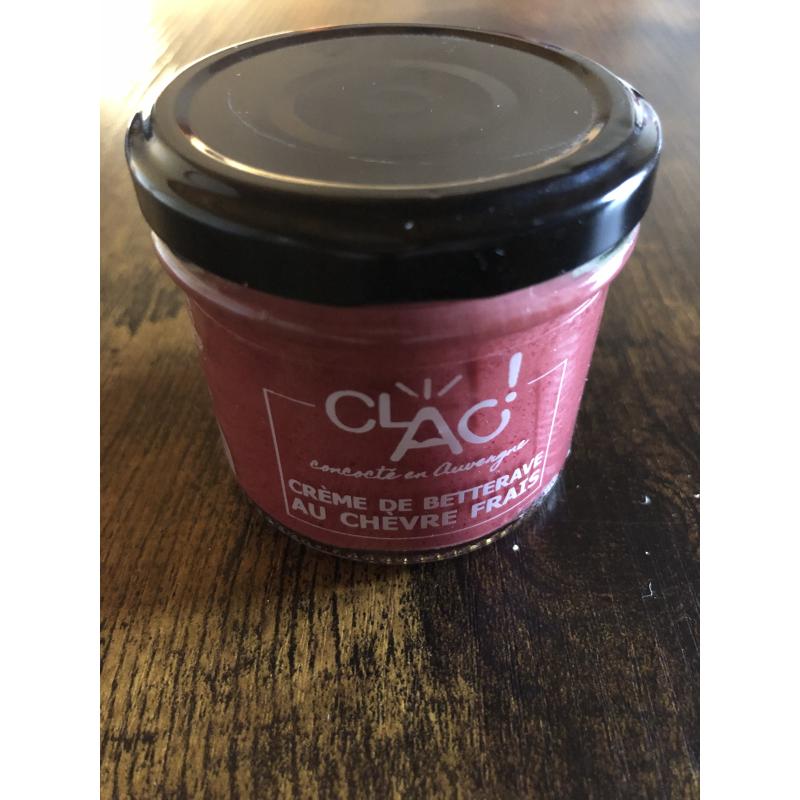 CLAC!
concocté en Auvergne
CRÈME DE BETTERAVE
AU CHÈVRE FRAIS